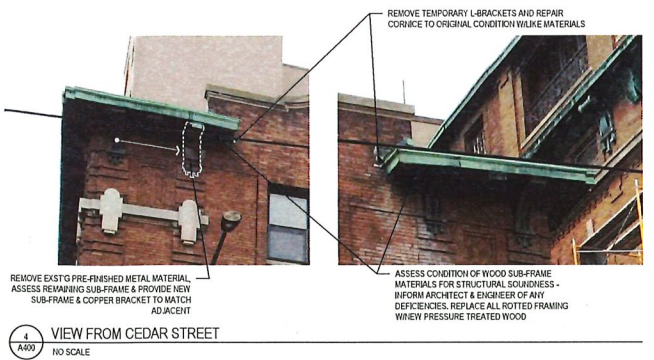 REMOVE TEMPORARY L-BRACKETS AND REPAIR
CORNICE TO ORIGINAL CONDITION W/LIKE MATERIALS
REMOVE EXST'G PRE-FINISHED METAL MATERIAL,
ASSESS REMAINING SUB-FRAME & PROVIDE NEW
SUB-FRAME & COPPER BRACKET TO MATCH
ADJACENT
ASSESS CONDITION OF WOOD SUB-FRAME
MATERIALS FOR STRUCTURAL SOUNDNESS -
INFORM ARCHITECT & ENGINEER OF ANY
DEFICIENCIES. REPLACE ALL ROTTED FRAMING
W/NEW PRESSURE TREATED WOOD
4
A400
VIEW FROM CEDAR STREET
NO SCALE